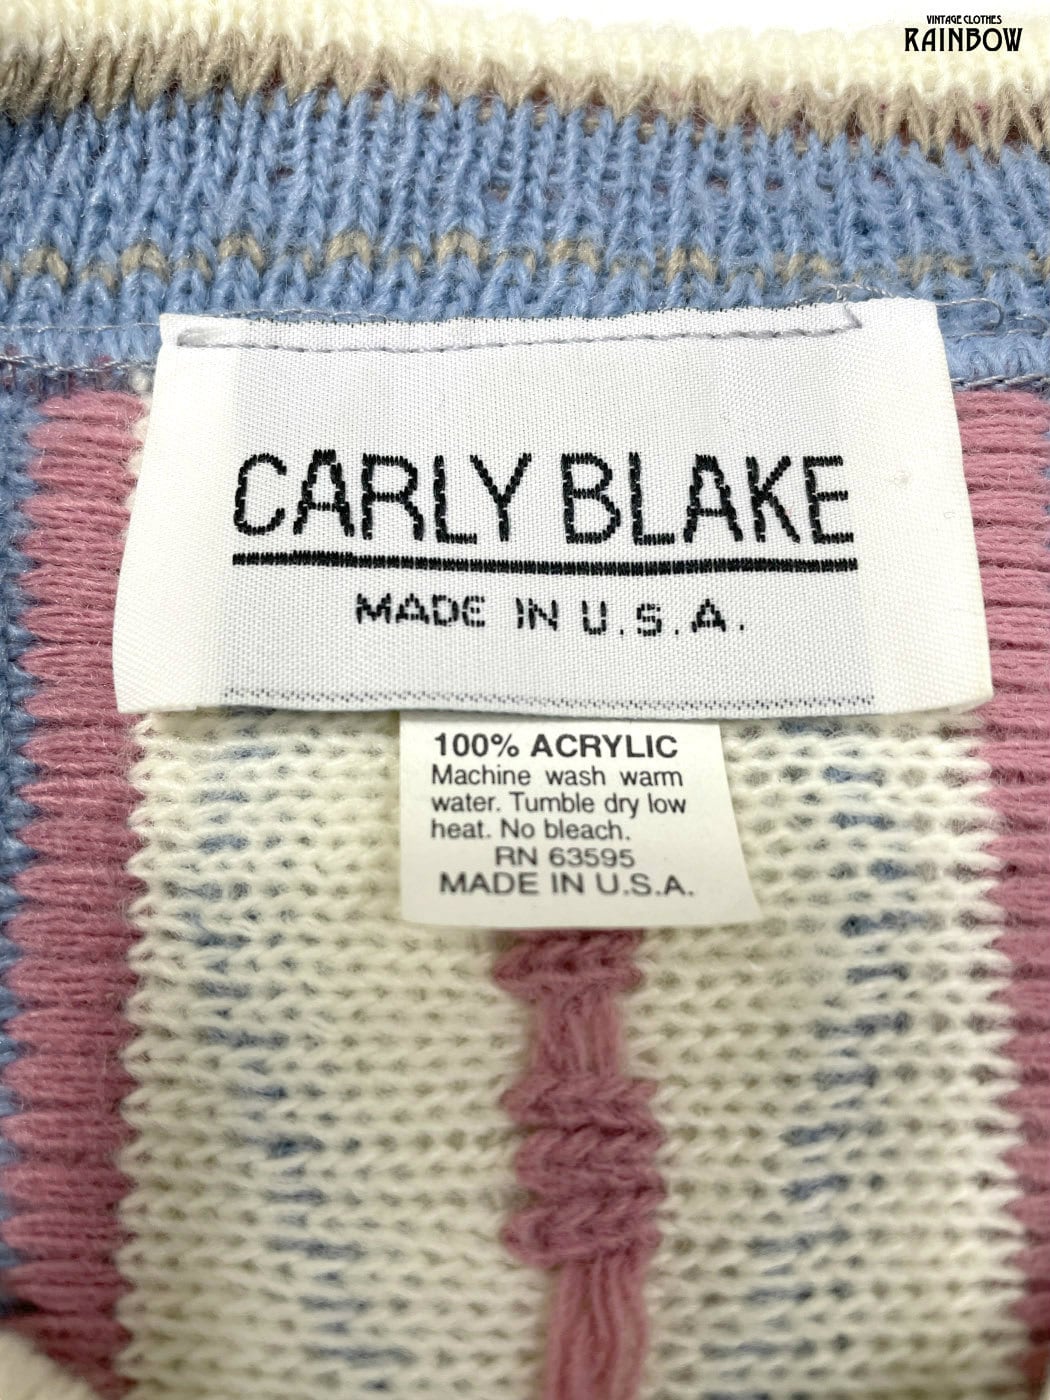 VINTAGE CLOTHES
RAINBOW
CARLY BLAKE
MADE IN U.S.A.
100% ACRYLIC
Machine wash warm
water. Tumble dry low
heat. No bleach.
RN 63595
MADE IN U.S.A.